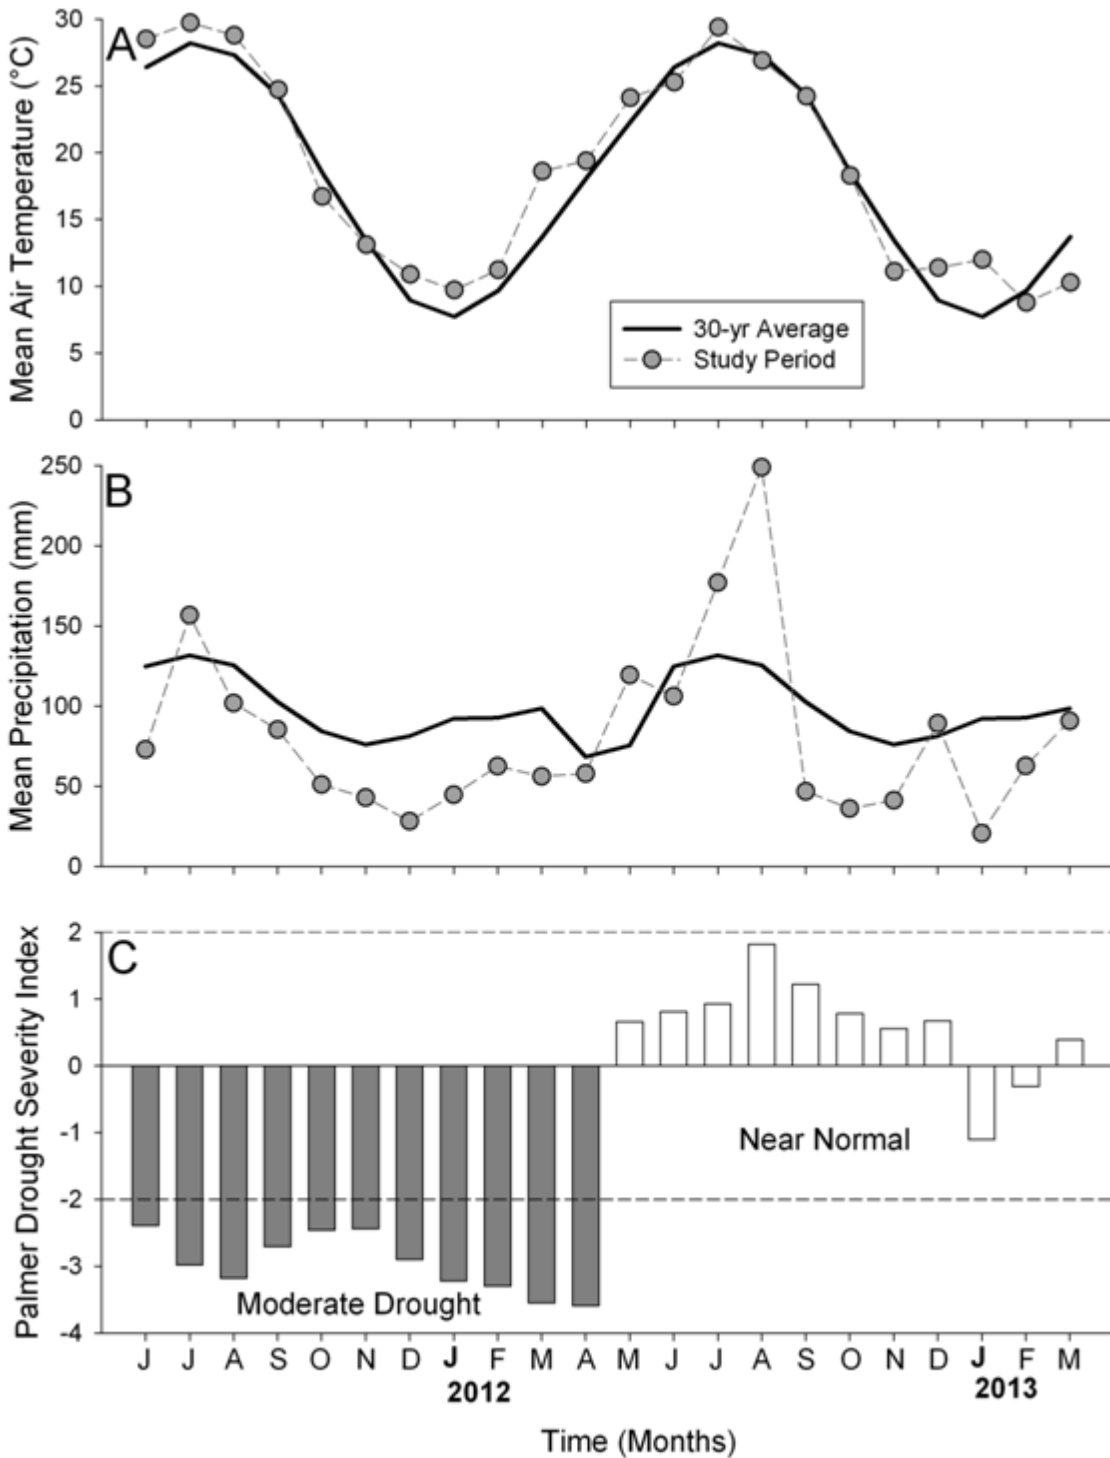 A
Mean Air Temperature (°C)
30
25
20
15
10
5
0
30-yr Average
Study Period
B
Mean Precipitation (mm)
250
200
150
100
50
0
C
Palmer Drought Severity Index
2
1
0
-1
-2
-3
-4
Near Normal
Moderate Drought
J J A S O N D J F M A M J J A S O N D J F M
2012 2013
Time (Months)